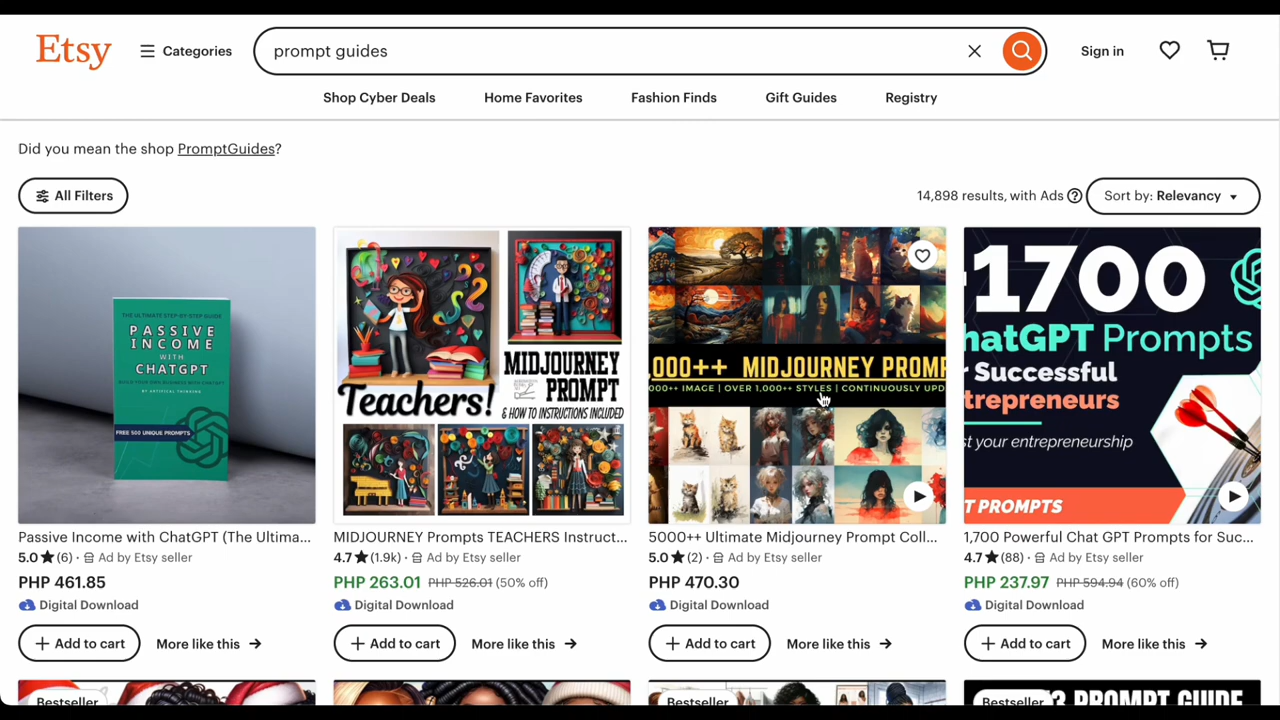 Etsy
Categories
prompt guides
Sign in
Shop Cyber Deals
Home Favorites
Fashion Finds
Gift Guides
Registry
Did you mean the shop PromptGuides?
All Filters
14,898 results, with Ads
Sort by: Relevancy
THE ULTIMATE STEP-BY-STEP GUIDE
PASSIVE
INCOME
WITH
CHATGPT
BUILD YOUR OWN BUSINESS WITH CHATGPT
BY ARTIFICAL THINKING
FREE 500 UNIQUE PROMPTS
Teachers!
MIDJOURNEY
PROMPT
& HOW TO INSTRUCTIONS INCLUDED
000++ MIDJOURNEY PROM
000++ IMAGE | OVER 1,000++ STYLES | CONTINUOUSLY UPD
1700
hatGPT Prompts
r Successful
trepreneurs
st your entrepreneurship
T PROMPTS
Passive Income with ChatGPT (The Ultima...
5.0 ★ (6) · Ad by Etsy seller
PHP 461.85
Digital Download
+ Add to cart
More like this →
MIDJOURNEY Prompts TEACHERS Instruct...
4.7 ★ (1.9k) · Ad by Etsy seller
PHP 263.01 PHP 526.01 (50% off)
Digital Download
+ Add to cart
More like this →
5000++ Ultimate Midjourney Prompt Coll...
5.0 ★ (2) · Ad by Etsy seller
PHP 470.30
Digital Download
+ Add to cart
More like this →
1,700 Powerful Chat GPT Prompts for Suc...
4.7 ★ (88) · Ad by Etsy seller
PHP 237.97 PHP 594.94 (60% off)
Digital Download
+ Add to cart
More like this →
Bestseller
Bestseller
Bestseller
3 PROMPT GUIDE